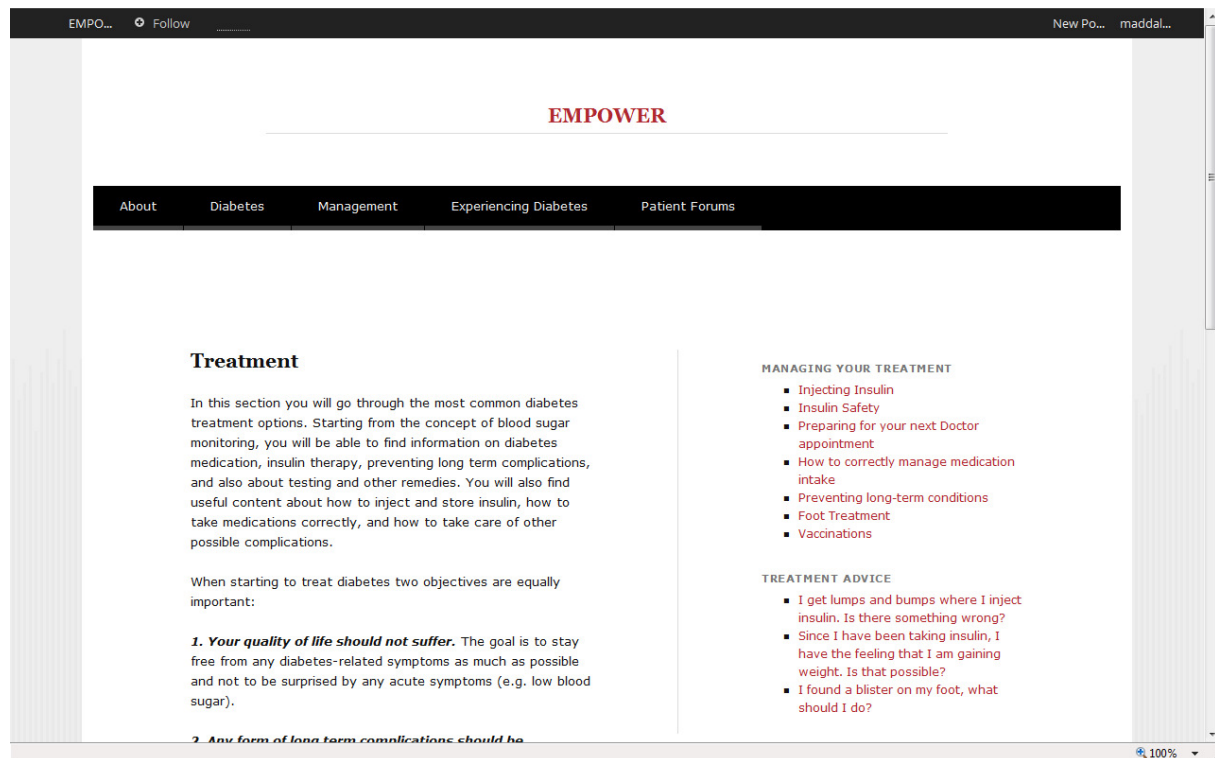 EMPO... Follow New Po... maddal...
EMPOWER
About Diabetes Management Experiencing Diabetes Patient Forums
Treatment
In this section you will go through the most common diabetes
treatment options. Starting from the concept of blood sugar
monitoring, you will be able to find information on diabetes
medication, insulin therapy, preventing long term complications,
and also about testing and other remedies. You will also find
useful content about how to inject and store insulin, how to
take medications correctly, and how to take care of other
possible complications.
When starting to treat diabetes two objectives are equally
important:
1. Your quality of life should not suffer. The goal is to stay
free from any diabetes-related symptoms as much as possible
and not to be surprised by any acute symptoms (e.g. low blood
sugar).
2. Any form of long term complications should be
MANAGING YOUR TREATMENT
Injecting Insulin
Insulin Safety
Preparing for your next Doctor
appointment
How to correctly manage medication
intake
Preventing long-term conditions
Foot Treatment
Vaccinations
TREATMENT ADVICE
I get lumps and bumps where I inject
insulin. Is there something wrong?
Since I have been taking insulin, I
have the feeling that I am gaining
weight. Is that possible?
I found a blister on my foot, what
should I do?
100%